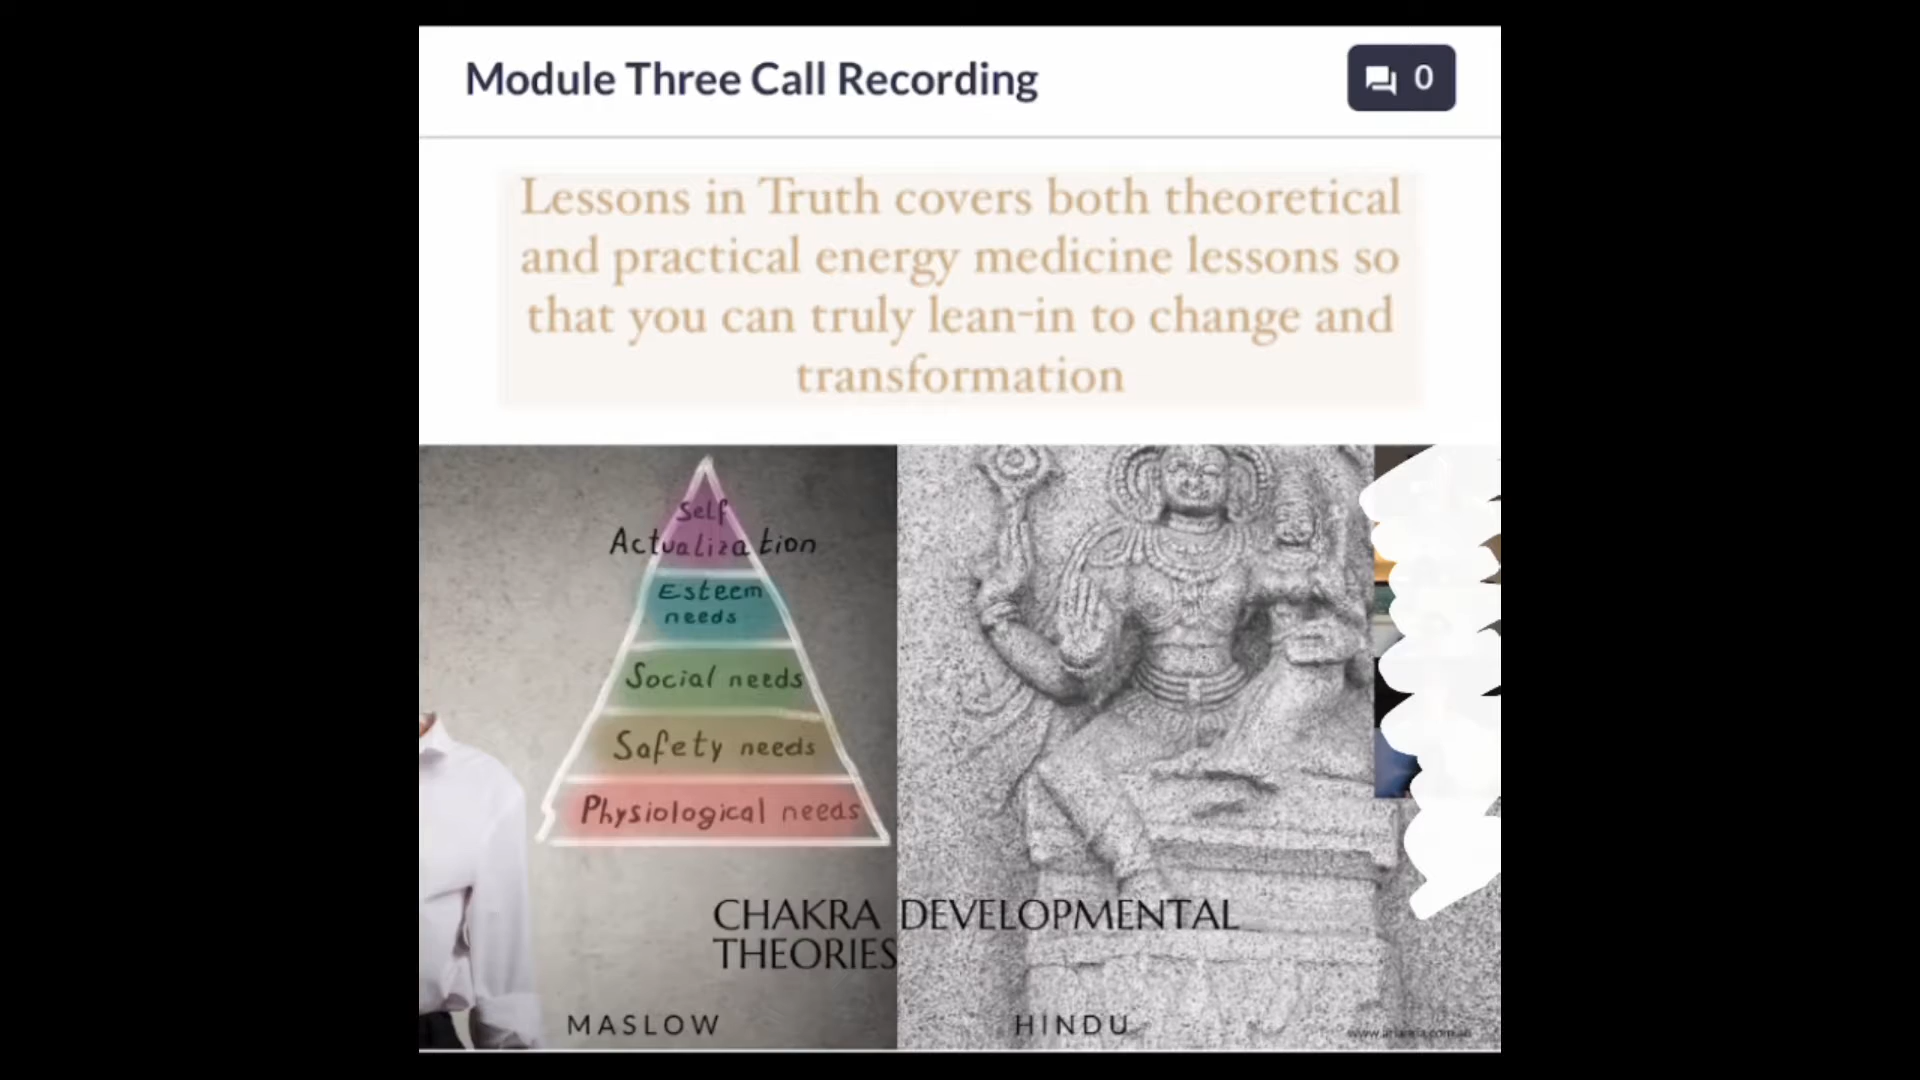 Module Three Call Recording
0
Lessons in Truth covers both theoretical
and practical energy medicine lessons so
that you can truly lean-in to change and
transformation
Self
Actualization
Esteem
needs
Social needs
Safety needs
Physiological needs
CHAKRA DEVELOPMENTAL
THEORIES
MASLOW
HINDU